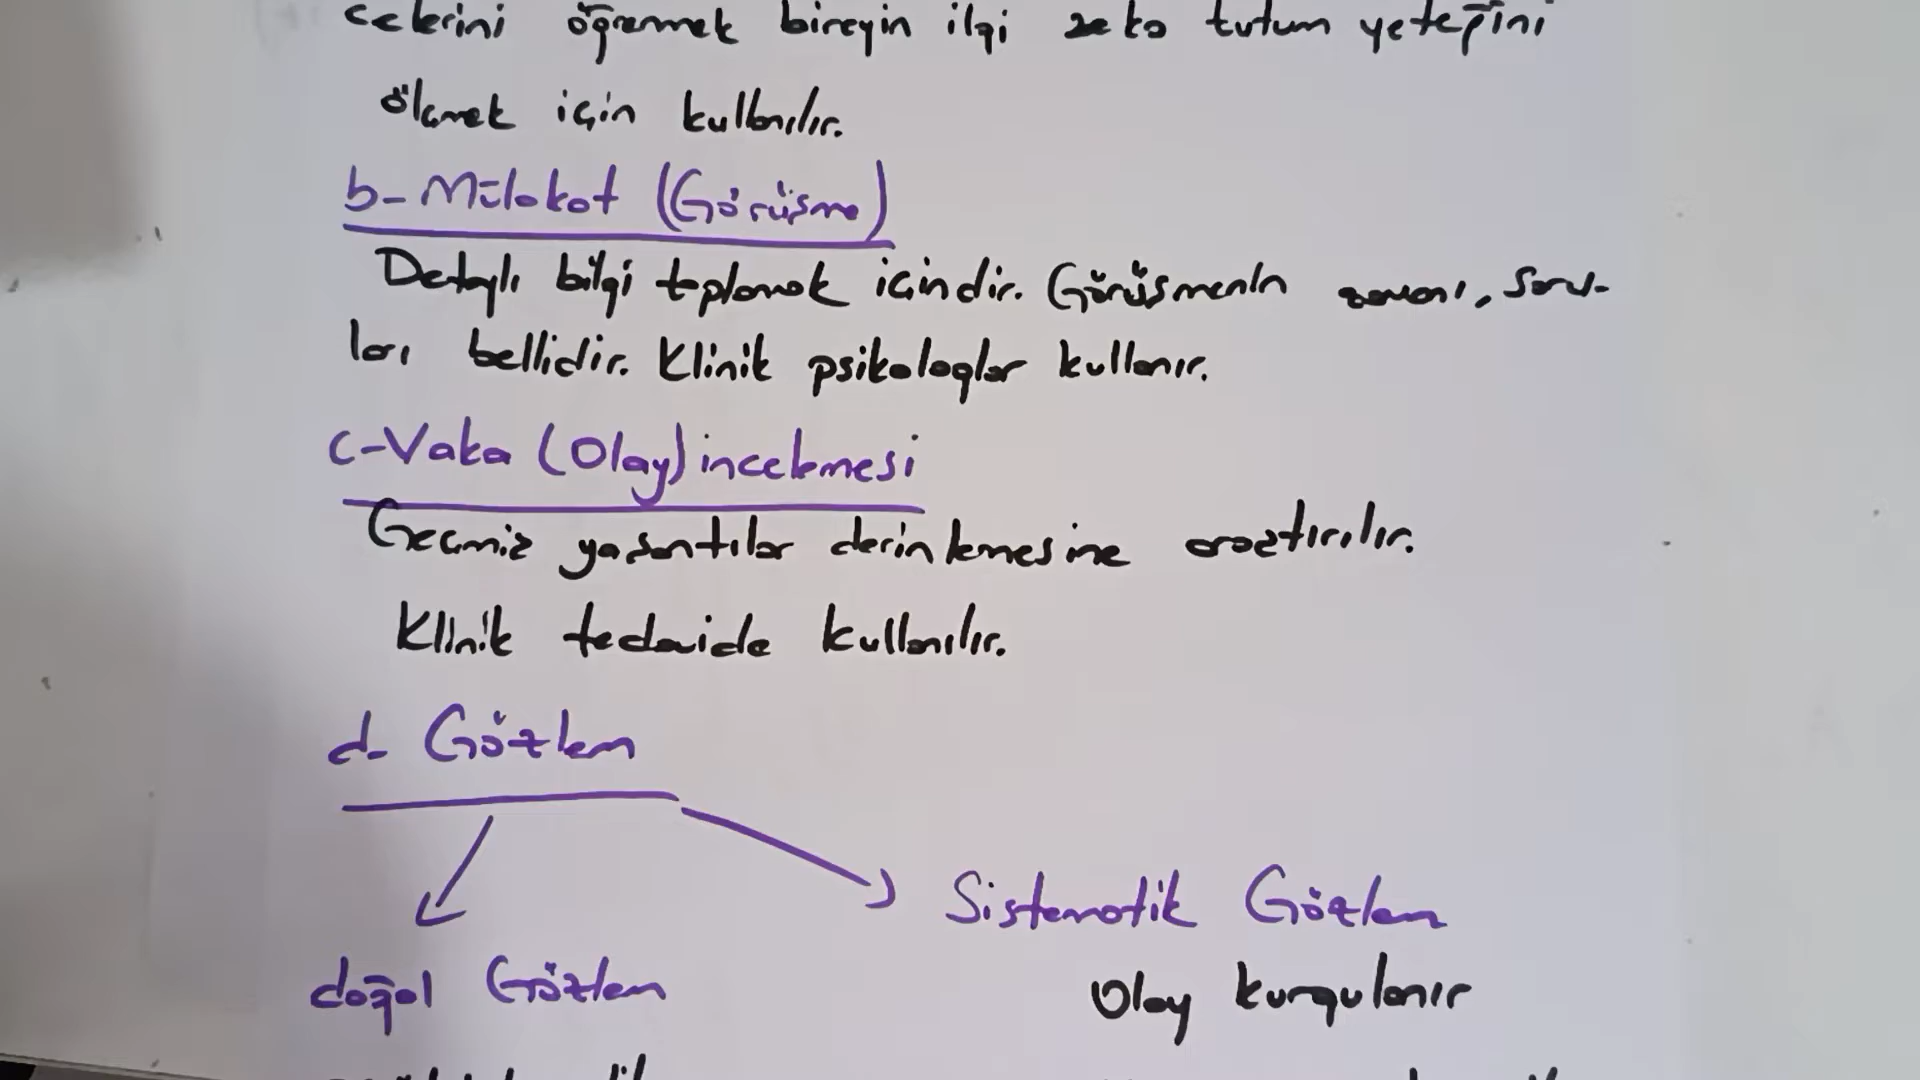 celerini öğrenmek bireyin ilgi zeka tutum yeteğini
ölçmek için kullanılır.
b- Mülakat (Görüşme)
Detaylı bilgi toplamak içindir. Görüşmenin zamanı, soru-
ları bellidir. Klinik psikologlar kullanır.
c- Vaka (Olay) incelemesi
Geçmiş yaşantılar derinlemesine araştırılır.
Klinik tedavide kullanılır.
d- Gözlem
Sistematik Gözlem
doğal Gözlem
Olay kurgulanır